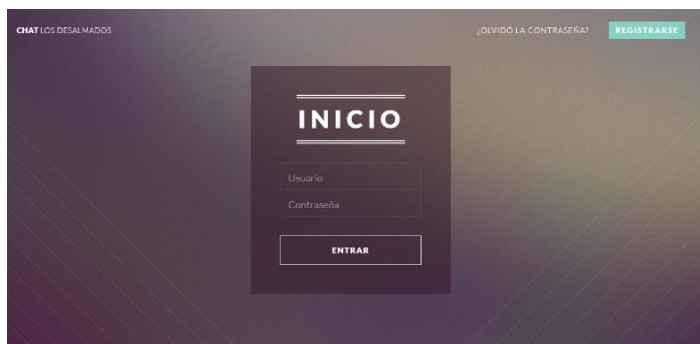 CHAT LOS DESALMADOS
¿OLVIDÓ LA CONTRASEÑA?
REGISTRARSE
INICIO
Usuario
Contraseña
ENTRAR